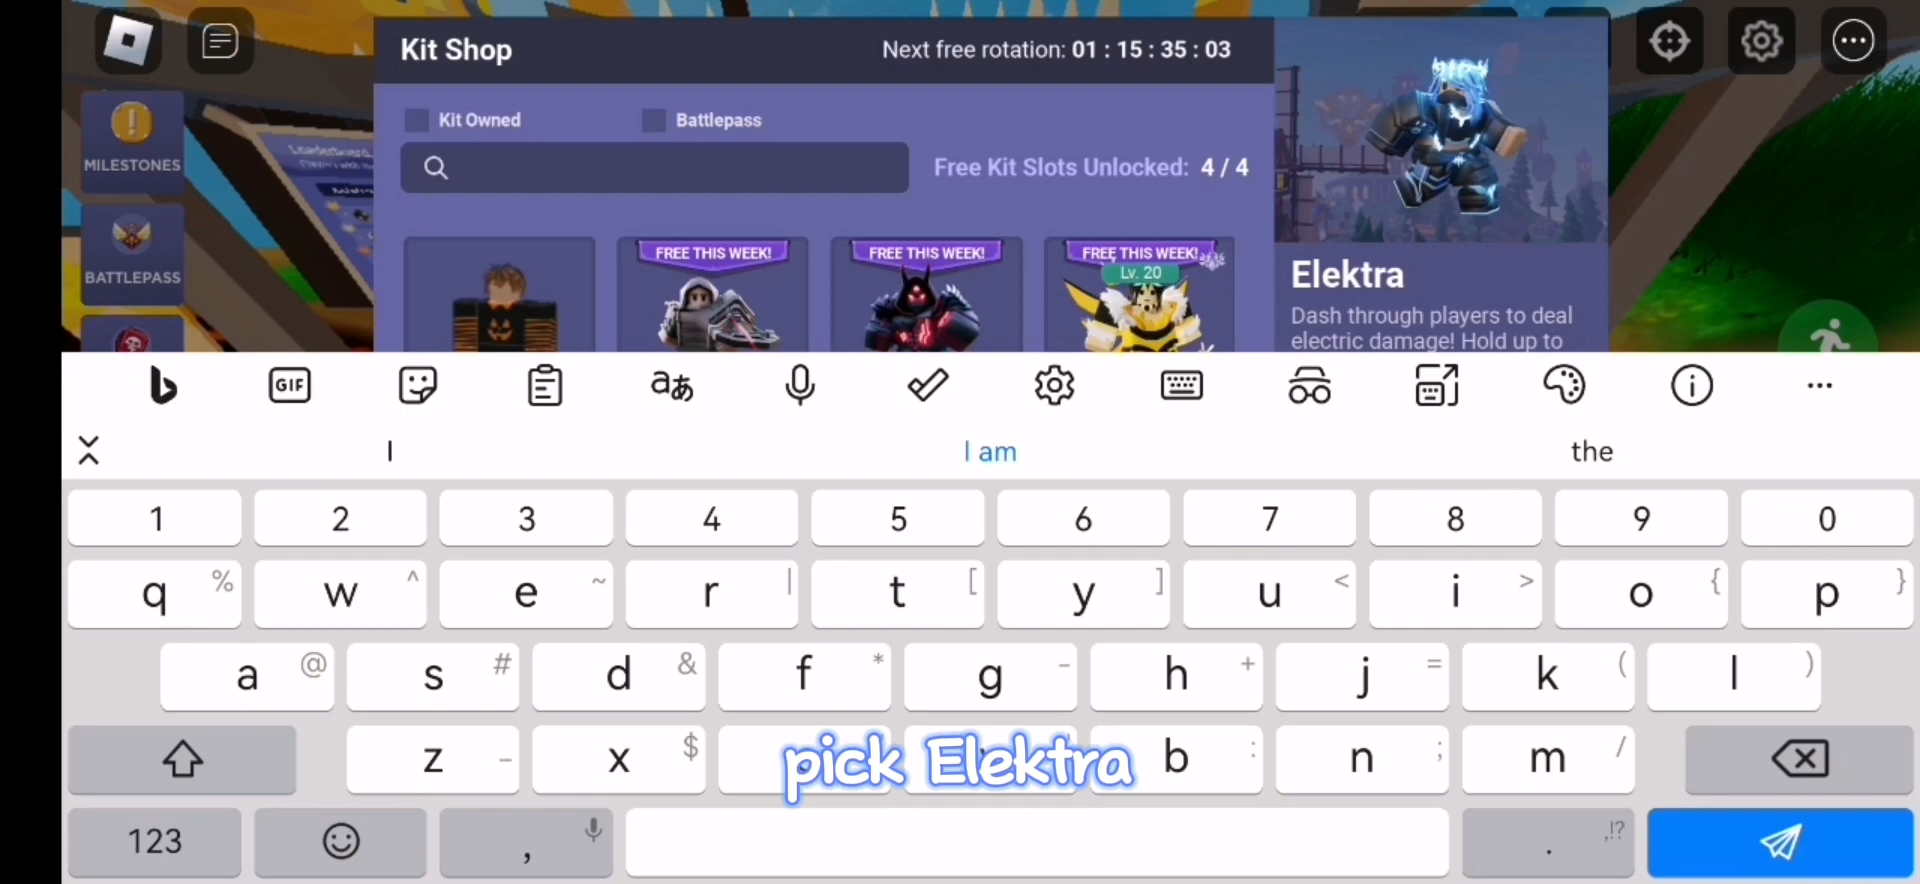 Kit Shop
Next free rotation: 01 : 15 : 35 : 03
MILESTONES
BATTLEPASS
Kit Owned
Battlepass
Free Kit Slots Unlocked: 4 / 4
FREE THIS WEEK!
FREE THIS WEEK!
FREE THIS WEEK!
Lv. 20
Elektra
Dash through players to deal
electric damage! Hold up to
GIF
aあ
I
I am
the
1 2 3 4 5 6 7 8 9 0
q % w ^ e ~ r | t [ y ] u < i > o { p }
a @ s # d & f * g - h + j = k ( l )
z _ x $ b : n ; m /
pick Elektra
123 , . ,!?